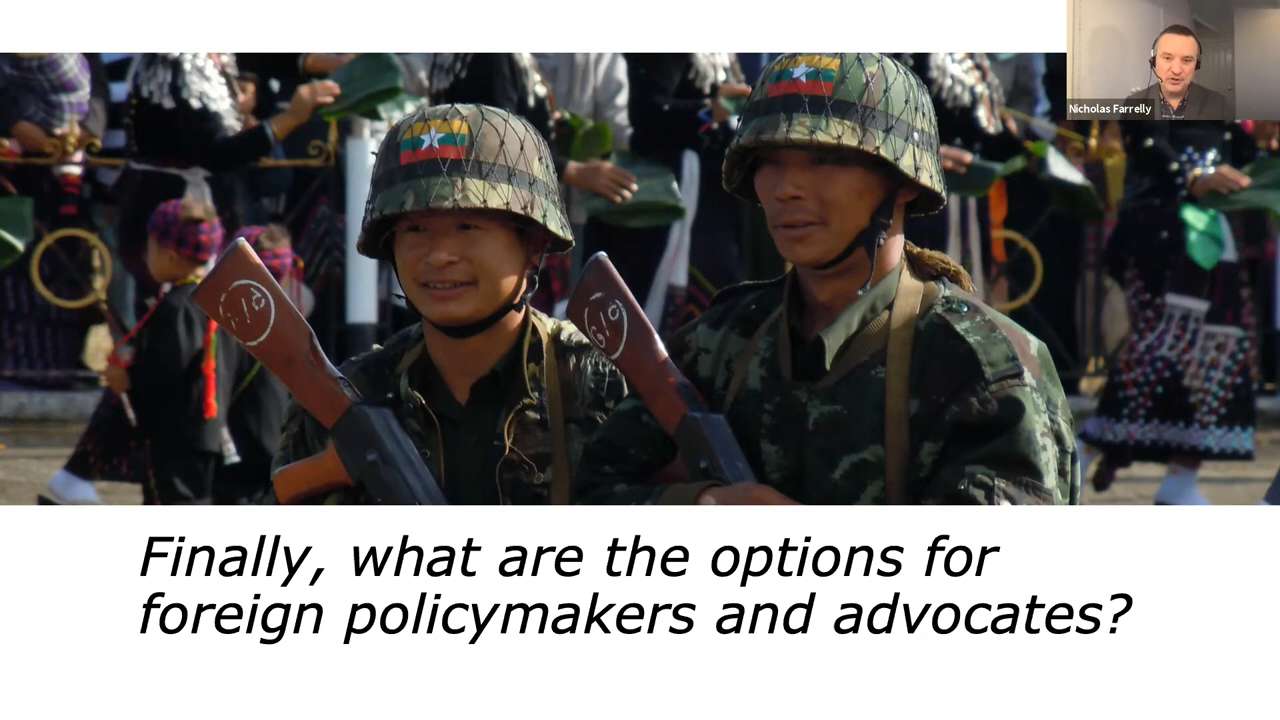 Nicholas Farrelly
Finally, what are the options for
foreign policymakers and advocates?